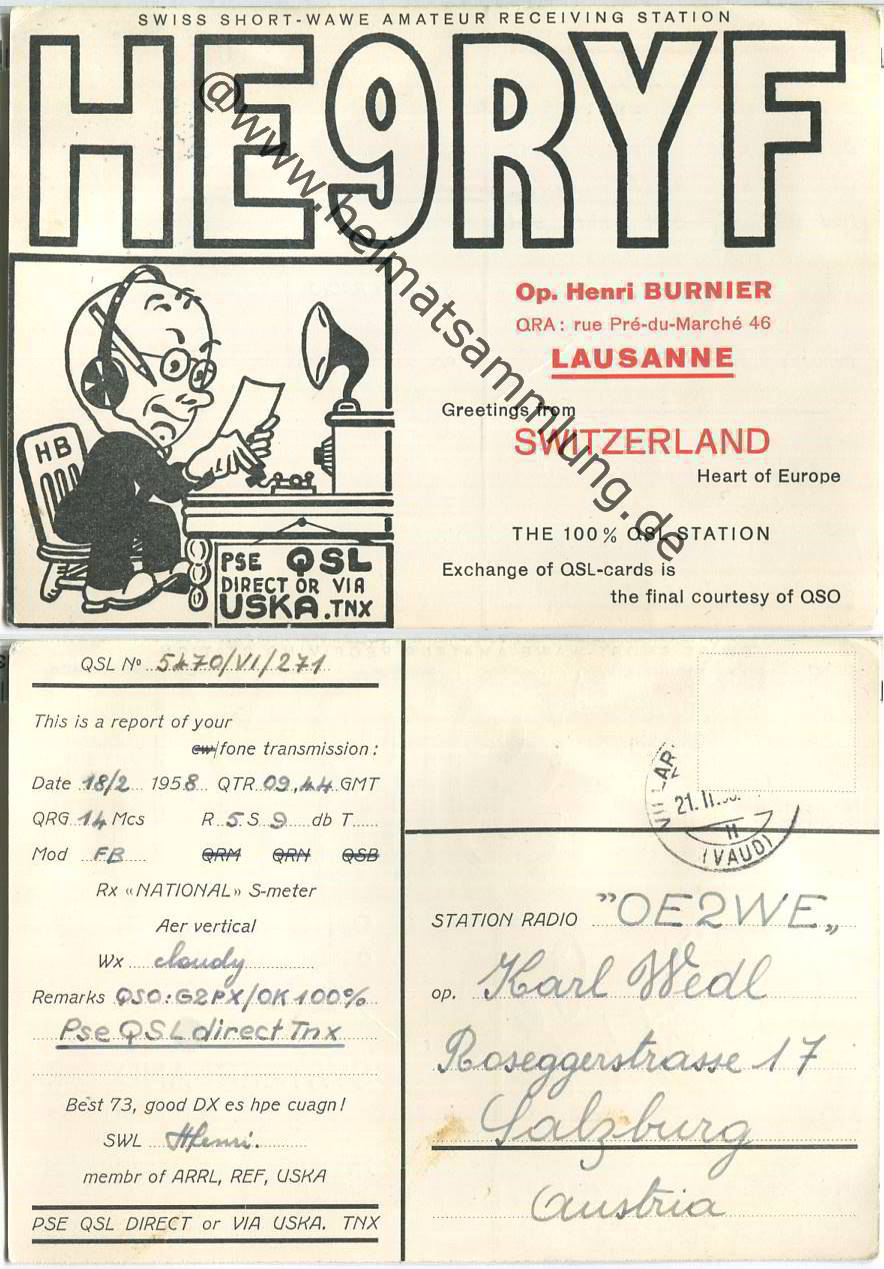 SWISS SHORT-WAWE AMATEUR RECEIVING STATION
HE9RYF
@www.heimatsammlung.de
Op. Henri BURNIER
QRA: rue Pré-du-Marché 46
LAUSANNE
Greetings from
SWITZERLAND
Heart of Europe
THE 100% QSL STATION
Exchange of QSL-cards is
the final courtesy of QSO
HB
PSE QSL
DIRECT OR VIA
USKA.TNX
QSL No 5470/VI/271
This is a report of your
cw/fone transmission:
Date 18/2 1958 QTR 09,44 GMT
QRG 14 Mcs R 5 S 9 db T
Mod FB QRM QRN QSB
Rx «NATIONAL» S-meter
Aer vertical
Wx cloudy
Remarks QSO:G2PX/OK 100%
Pse QSL direct Tnx
Best 73, good DX es hpe cuagn!
SWL Henri.
membr of ARRL, REF, USKA
PSE QSL DIRECT or VIA USKA. TNX
21.II.
II
(VAUD)
STATION RADIO "OE2WE„
op. Karl Wedl
Roseggerstrasse 17
Salzburg
Austria